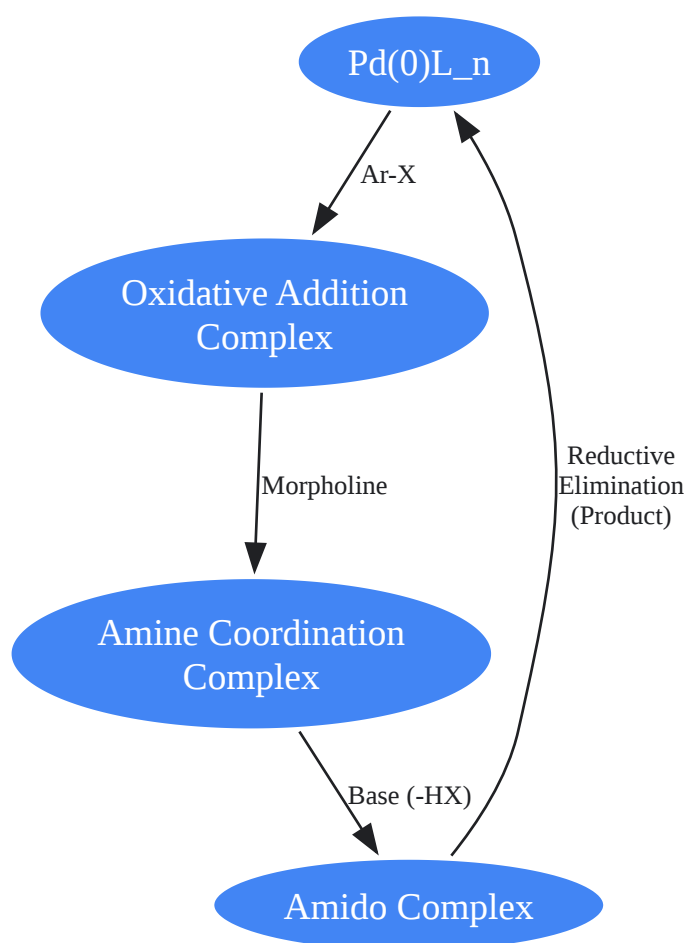 Pd(0)L_n
Ar-X
Oxidative Addition
Complex
Morpholine
Reductive
Elimination
(Product)
Amine Coordination
Complex
Base (-HX)
Amido Complex